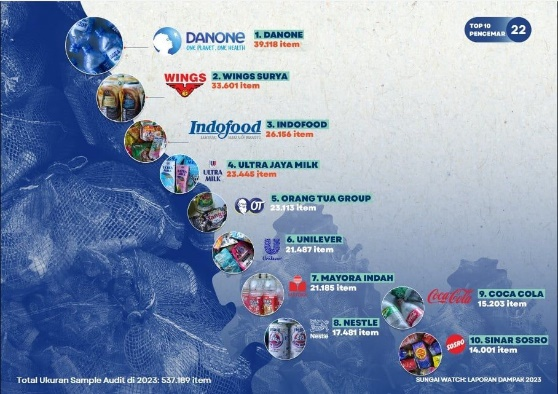 TOP 10
PENGEMAR
22
DANONE
ONE PLANET. ONE HEALTH
1. DANONE
39.118 item
WINGS
2. WINGS SURYA
33.601 item
Indofood
3. INDOFOOD
26.156 item
ULTRA
MILK
4. ULTRA JAYA MILK
23.445 item
OT
5. ORANG TUA GROUP
23.113 item
Unilever
6. UNILEVER
21.487 item
7. MAYORA INDAH
21.185 item
Nestle
8. NESTLE
17.481 item
Coca-Cola
9. COCA COLA
15.203 item
SOSRO
10. SINAR SOSRO
14.001 item
Total Ukuran Sample Audit di 2023: 537.189 item
SUNGAI WATCH: LAPORAN DAMPAK 2023